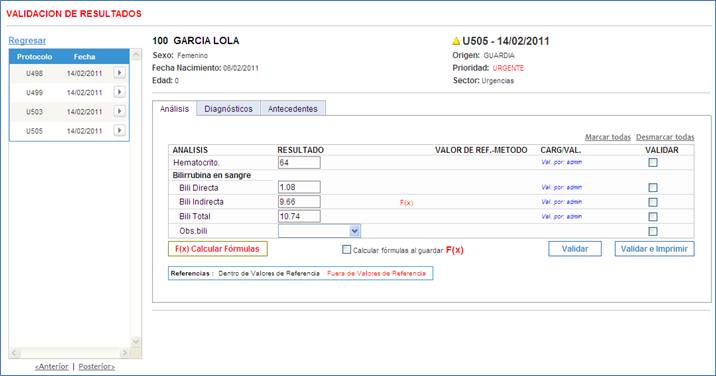 VALIDACION DE RESULTADOS
Regresar
Protocolo Fecha
U498 14/02/2011
U499 14/02/2011
U503 14/02/2011
U505 14/02/2011
<Anterior | Posterior>
100 GARCIA LOLA
Sexo: Femenino
Fecha Nacimiento: 06/02/2011
Edad: 0
U505 - 14/02/2011
Origen: GUARDIA
Prioridad: URGENTE
Sector: Urgencias
Análisis Diagnósticos Antecedentes
Marcar todas Desmarcar todas
ANALISIS RESULTADO VALOR DE REF.-METODO CARG/VAL. VALIDAR
Hematocrito. 64 Val. por: admin
Bilirrubina en sangre
Bili Directa 1.08 Val. por: admin
Bili Indirecta 9.66 F(x) Val. por: admin
Bili Total 10.74 Val. por: admin
Obs.bili
F(x) Calcular Fórmulas Calcular fórmulas al guardar F(x) Validar Validar e Imprimir
Referencias : Dentro de Valores de Referencia Fuera de Valores de Referencia